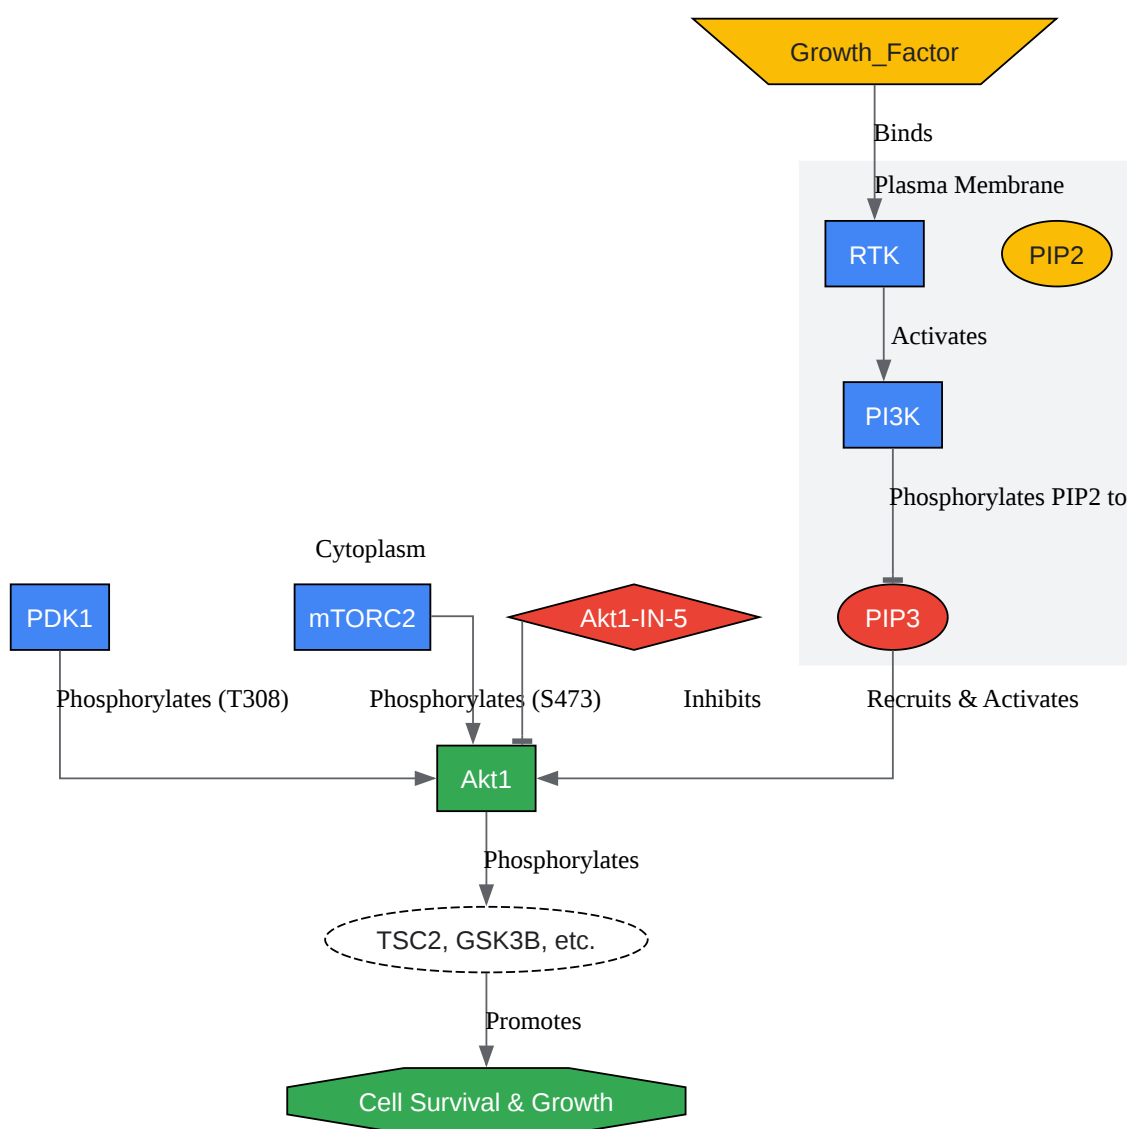 Growth_Factor
Binds
Plasma Membrane
RTK
PIP2
Activates
PI3K
Phosphorylates PIP2 to
Cytoplasm
PDK1
mTORC2
Akt1-IN-5
PIP3
Phosphorylates (T308)
Phosphorylates (S473)
Inhibits
Recruits & Activates
Akt1
Phosphorylates
TSC2, GSK3B, etc.
Promotes
Cell Survival & Growth